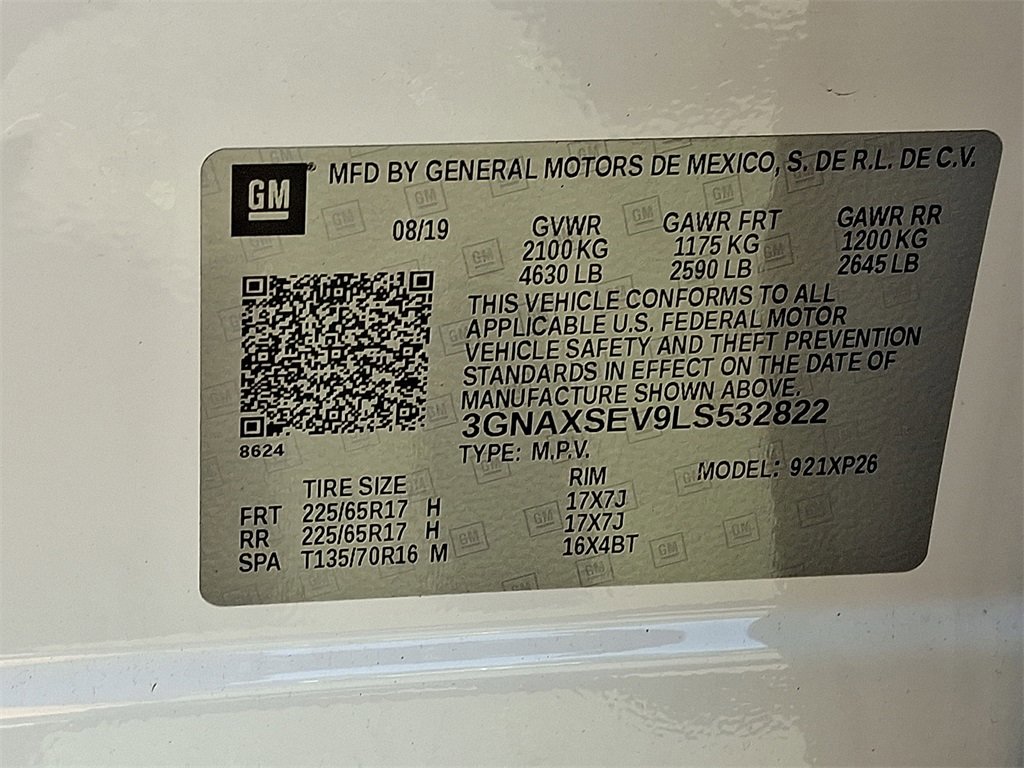 GM ® MFD BY GENERAL MOTORS DE MEXICO, S. DE R.L. DE C.V.
08/19 GVWR GAWR FRT GAWR RR
2100 KG 1175 KG 1200 KG
4630 LB 2590 LB 2645 LB
THIS VEHICLE CONFORMS TO ALL
APPLICABLE U.S. FEDERAL MOTOR
VEHICLE SAFETY AND THEFT PREVENTION
STANDARDS IN EFFECT ON THE DATE OF
MANUFACTURE SHOWN ABOVE.
3GNAXSEV9LS532822
8624 TYPE: M.P.V. MODEL: 921XP26
TIRE SIZE RIM
FRT 225/65R17 H 17X7J
RR 225/65R17 H 17X7J
SPA T135/70R16 M 16X4BT